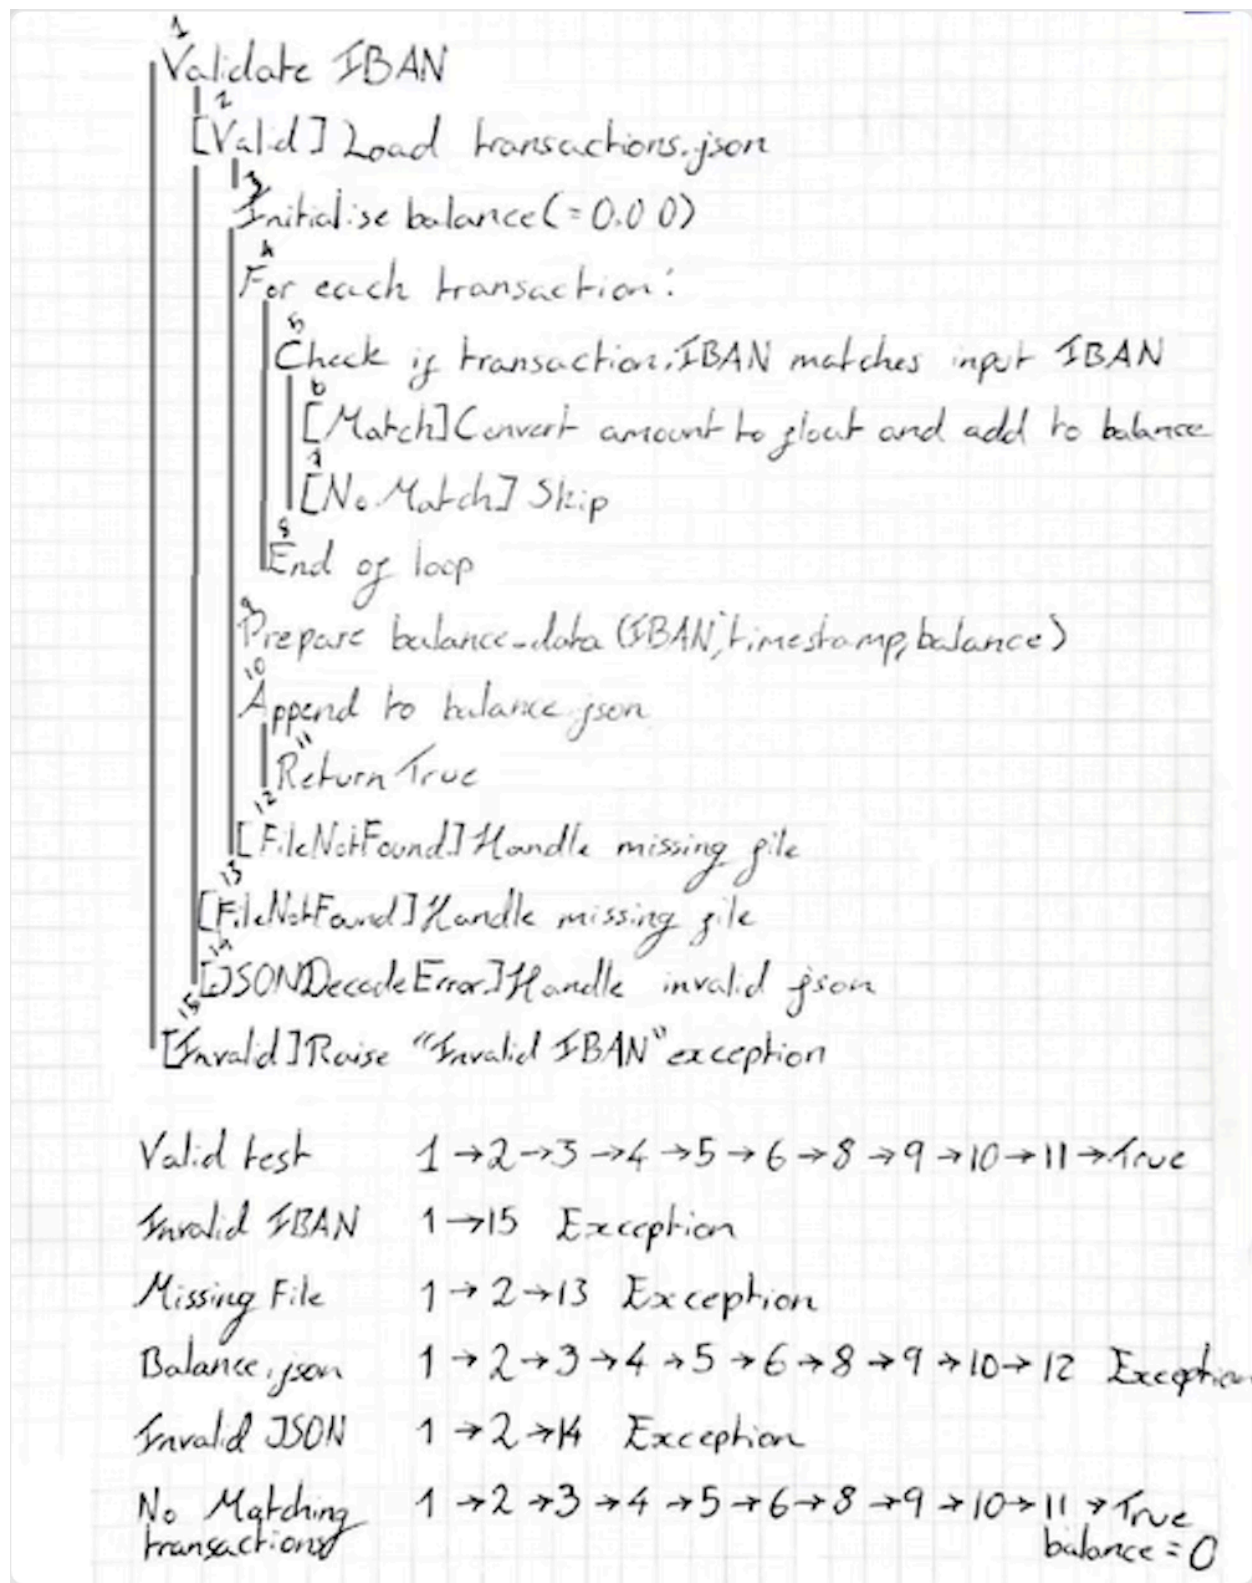 1
Validate IBAN
2
[Valid] Load transactions.json
3
Initialise balance(=0.00)
4
For each transaction:
5
Check if transaction.IBAN matches input IBAN
6
[Match] Convert amount to float and add to balance
7
[No Match] Skip
8
End of loop
9
Prepare balance-data (IBAN, timestamp, balance)
10
Append to balance.json
11
Return True
12
[FileNotFound] Handle missing file
13
[FileNotFound] Handle missing file
14
[JSONDecodeError] Handle invalid json
15
[Invalid] Raise "Invalid IBAN" exception
Valid test 1 → 2 → 3 → 4 → 5 → 6 → 8 → 9 → 10 → 11 → True
Invalid IBAN 1 → 15 Exception
Missing File 1 → 2 → 13 Exception
Balance.json 1 → 2 → 3 → 4 → 5 → 6 → 8 → 9 → 10 → 12 Exception
Invalid JSON 1 → 2 → 14 Exception
No Matching 1 → 2 → 3 → 4 → 5 → 6 → 8 → 9 → 10 → 11 → True
transactions balance = 0